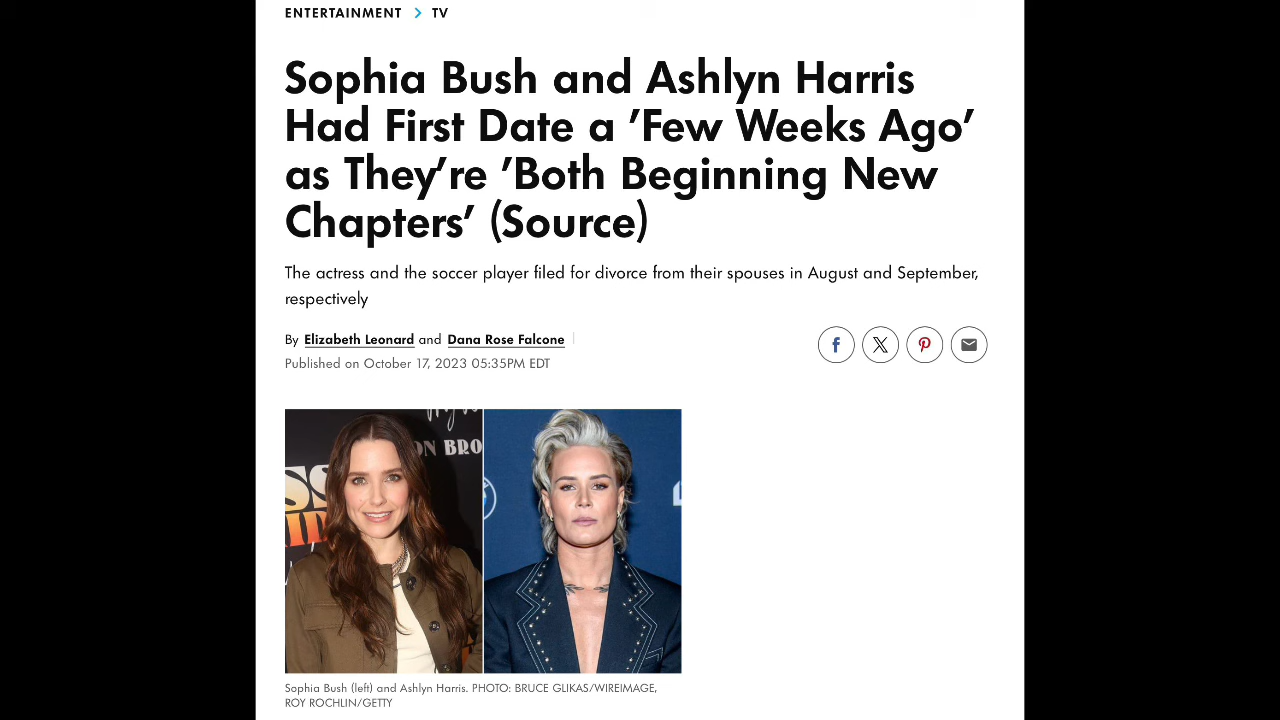 ENTERTAINMENT > TV
Sophia Bush and Ashlyn Harris
Had First Date a ’Few Weeks Ago’
as They’re ’Both Beginning New
Chapters’ (Source)
The actress and the soccer player filed for divorce from their spouses in August and September,
respectively
By Elizabeth Leonard and Dana Rose Falcone
Published on October 17, 2023 05:35PM EDT
ON BRO
Sophia Bush (left) and Ashlyn Harris. PHOTO: BRUCE GLIKAS/WIREIMAGE,
ROY ROCHLIN/GETTY